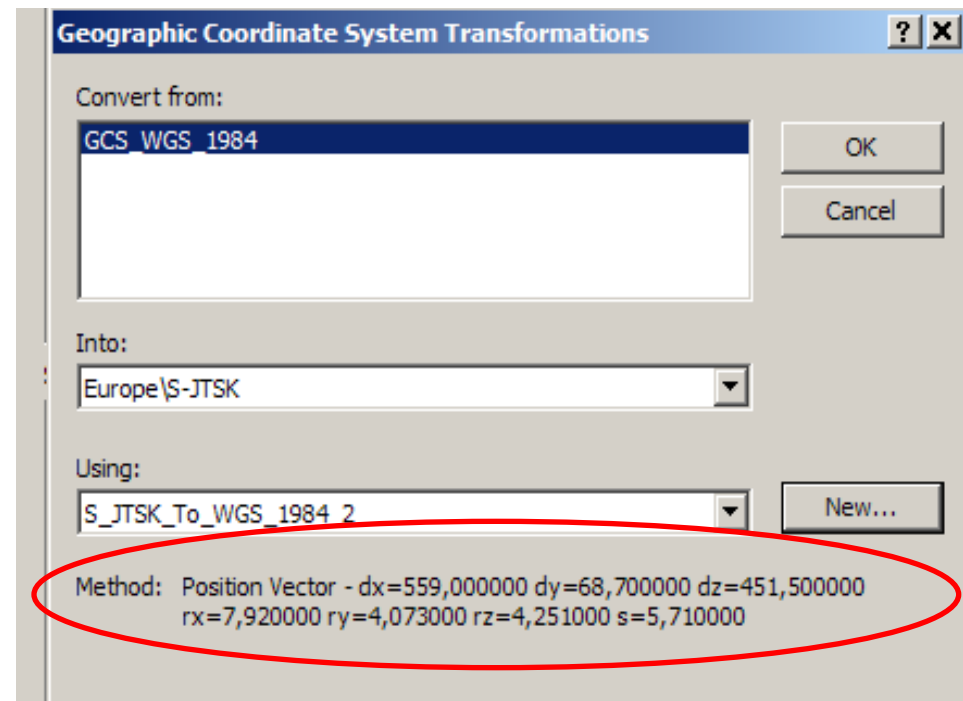 Geographic Coordinate System Transformations
Convert from:
GCS_WGS_1984
OK
Cancel
Into:
Europe\S-JTSK
Using:
S_JTSK_To_WGS_1984_2
New...
Method: Position Vector - dx=559,000000 dy=68,700000 dz=451,500000
rx=7,920000 ry=4,073000 rz=4,251000 s=5,710000